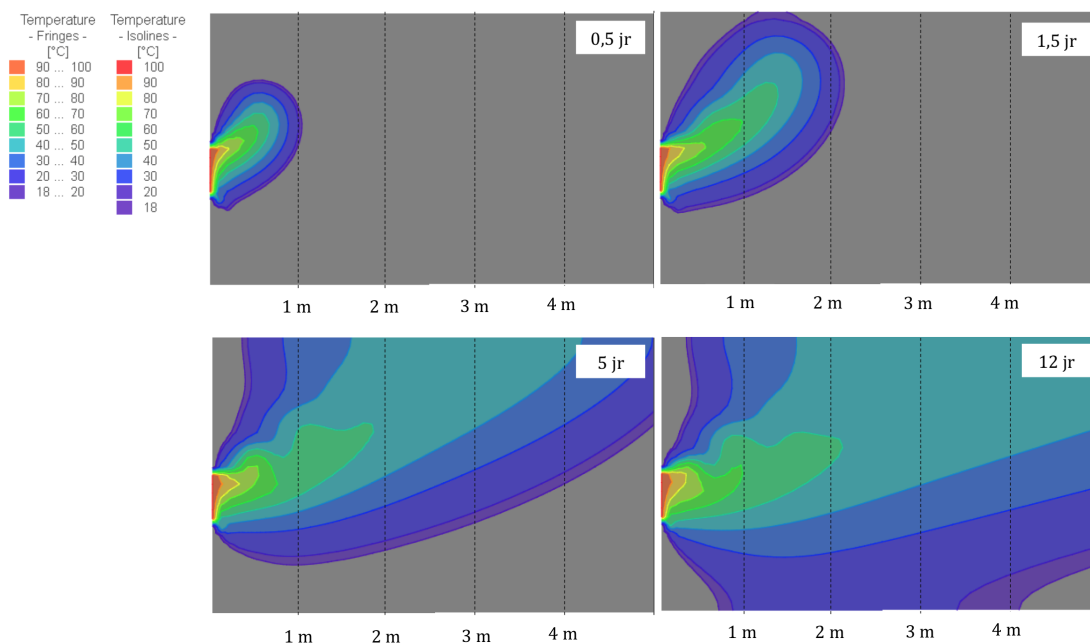 Temperature
- Fringes -
[°C]
90 ... 100
80 ... 90
70 ... 80
60 ... 70
50 ... 60
40 ... 50
30 ... 40
20 ... 30
18 ... 20
Temperature
- Isolines -
[°C]
100
90
80
70
60
50
40
30
20
18
0,5 jr
1 m 2 m 3 m 4 m
1,5 jr
1 m 2 m 3 m 4 m
5 jr
1 m 2 m 3 m 4 m
12 jr
1 m 2 m 3 m 4 m